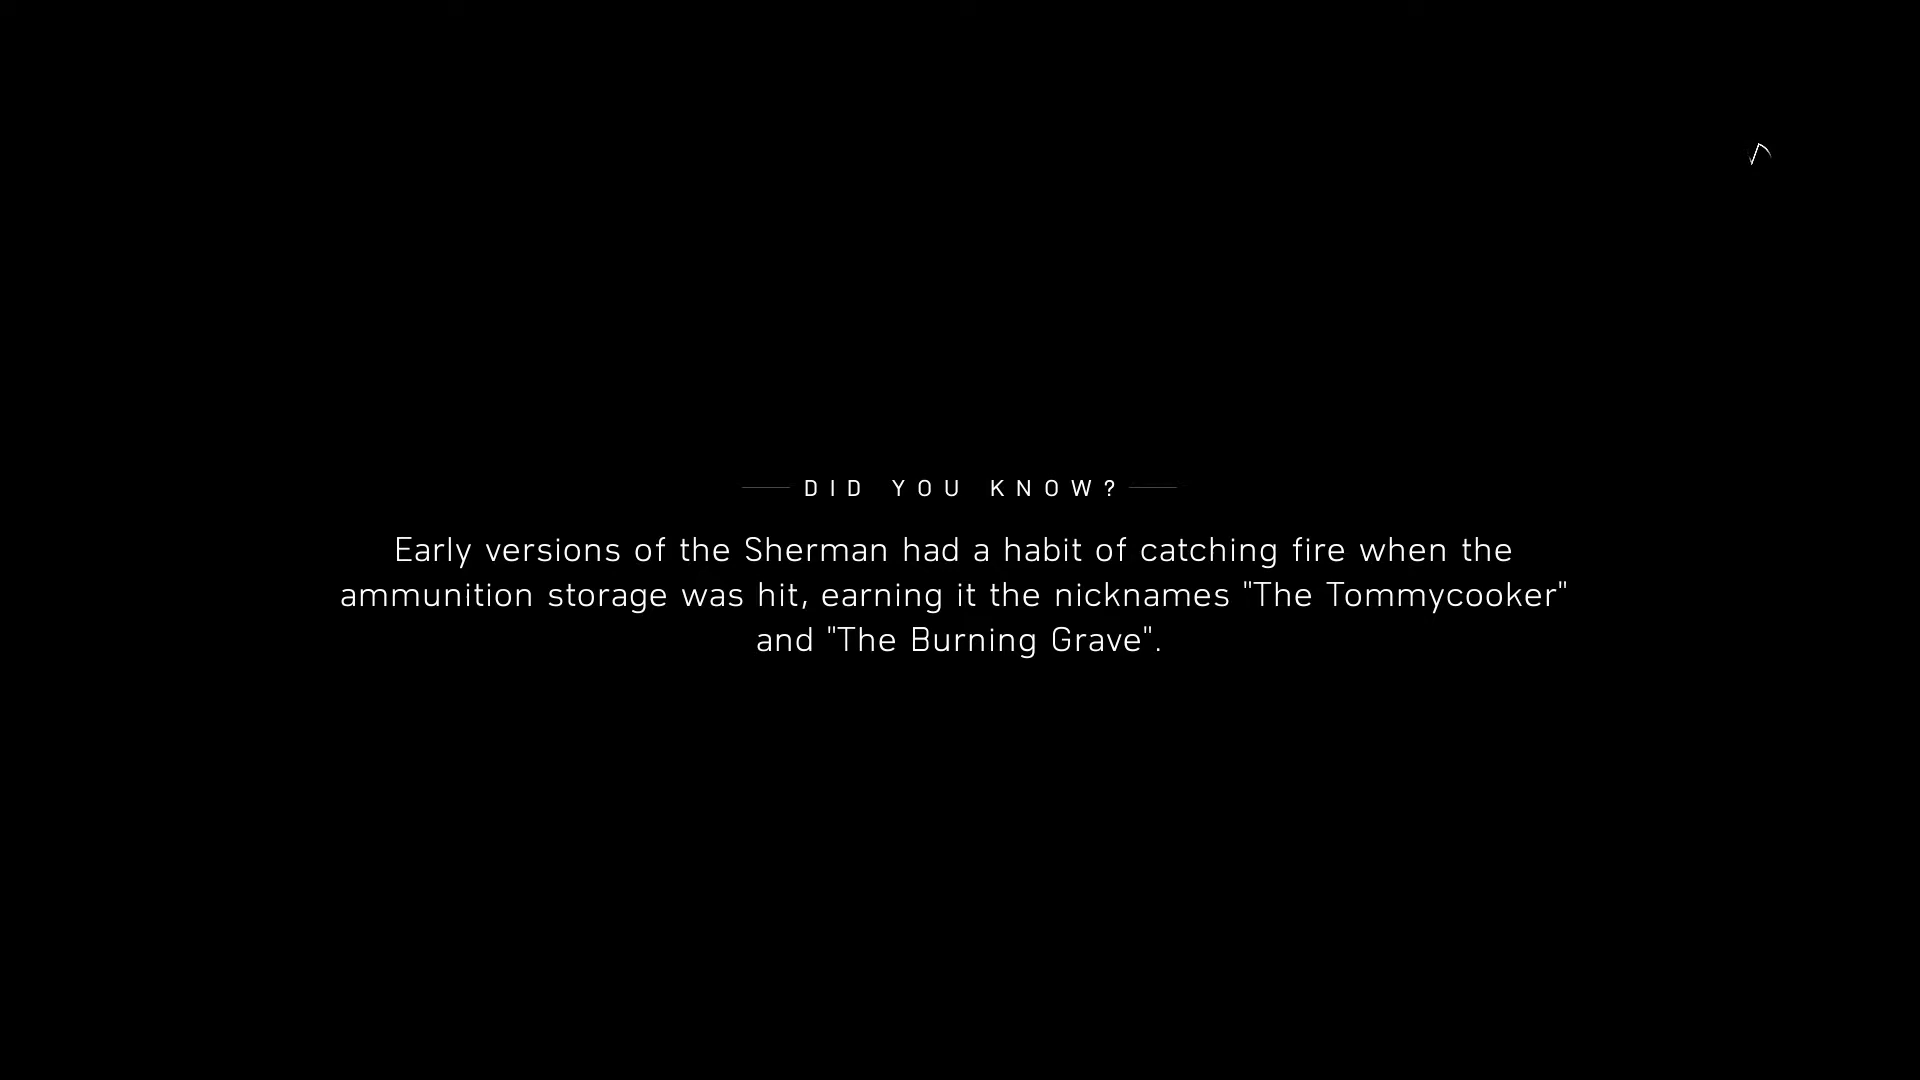 DID YOU KNOW?
Early versions of the Sherman had a habit of catching fire when the
ammunition storage was hit, earning it the nicknames "The Tommycooker"
and "The Burning Grave".